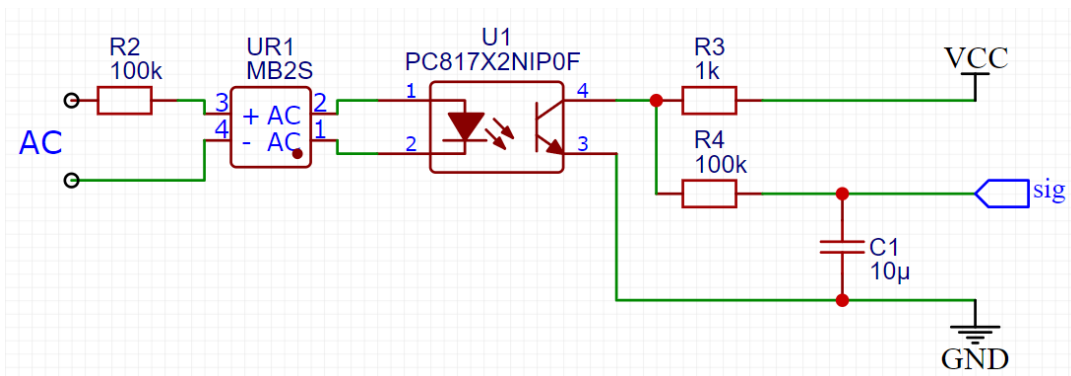 R2
100k
UR1
MB2S
U1
PC817X2NIP0F
R3
1k
VCC
AC
3
4
+ AC
- AC
2
1
1
2
4
3
R4
100k
sig
C1
10µ
GND